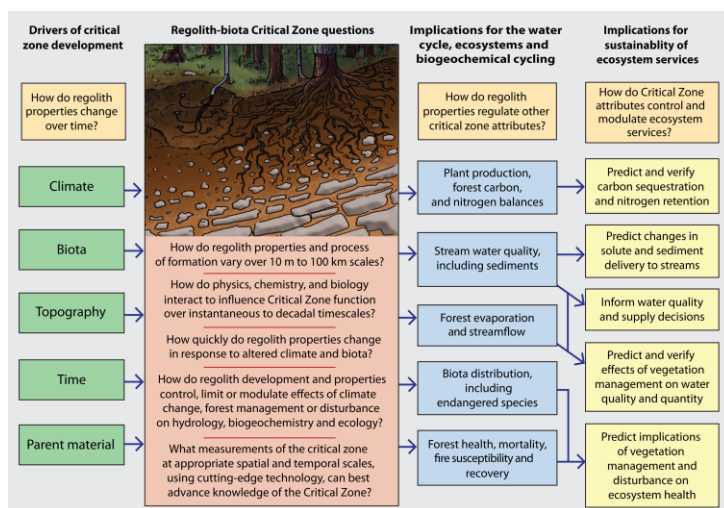 Drivers of critical
zone development
Regolith-biota Critical Zone questions
Implications for the water
cycle, ecosystems and
biogeochemical cycling
Implications for
sustainablity of
ecosystem services
How do regolith
properties change
over time?
How do regolith
properties regulate other
critical zone attributes?
How do Critical Zone
attributes control and
modulate ecosystem
services?
Climate
Biota
Topography
Time
Parent material
How do regolith properties and process
of formation vary over 10 m to 100 km scales?
How do physics, chemistry, and biology
interact to influence Critical Zone function
over instantaneous to decadal timescales?
How quickly do regolith properties change
in response to altered climate and biota?
How do regolith development and properties
control, limit or modulate effects of climate
change, forest management or disturbance
on hydrology, biogeochemistry and ecology?
What measurements of the critical zone
at appropriate spatial and temporal scales,
using cutting-edge technology, can best
advance knowledge of the Critical Zone?
Plant production,
forest carbon,
and nitrogen balances
Stream water quality,
including sediments
Forest evaporation
and streamflow
Biota distribution,
including
endangered species
Forest health, mortality,
fire susceptibility and
recovery
Predict and verify
carbon sequestration
and nitrogen retention
Predict changes in
solute and sediment
delivery to streams
Inform water quality
and supply decisions
Predict and verify
effects of vegetation
management on water
quality and quantity
Predict implications
of vegetation
management and
disturbance on
ecosystem health